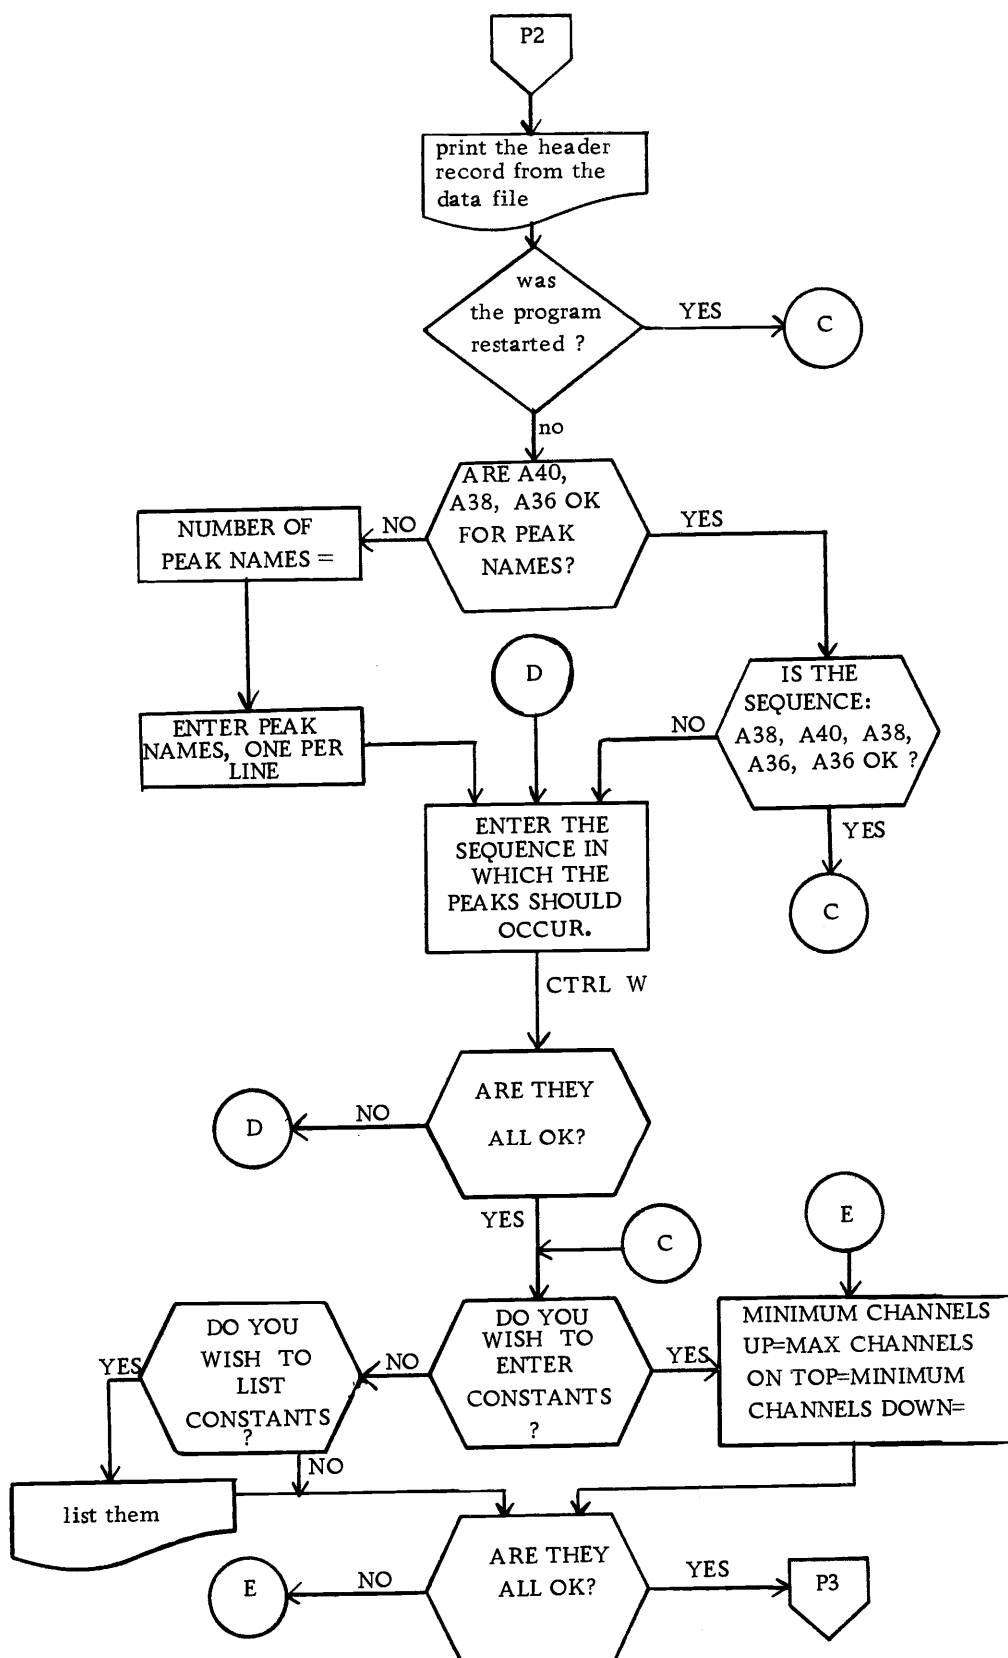 P2
print the header
record from the
data file
was
the program
restarted ?
YES
C
no
ARE A40,
A38, A36 OK
FOR PEAK
NAMES?
NO
YES
NUMBER OF
PEAK NAMES =
D
IS THE
SEQUENCE:
A38, A40, A38,
A36, A36 OK ?
NO
YES
C
ENTER PEAK
NAMES, ONE PER
LINE
ENTER THE
SEQUENCE IN
WHICH THE
PEAKS SHOULD
OCCUR.
CTRL W
ARE THEY
ALL OK?
NO
D
YES
C
E
DO YOU
WISH TO
ENTER
CONSTANTS
?
NO
YES
DO YOU
WISH TO
LIST
CONSTANTS
?
YES
NO
MINIMUM CHANNELS
UP=MAX CHANNELS
ON TOP=MINIMUM
CHANNELS DOWN=
list them
ARE THEY
ALL OK?
NO
E
YES
P3